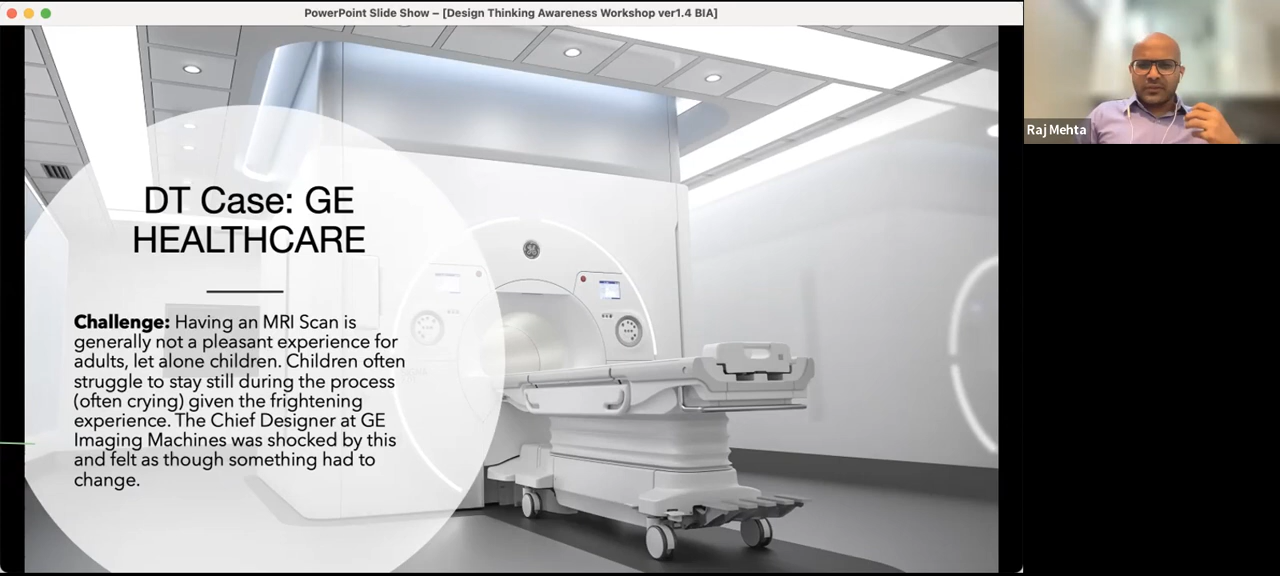 PowerPoint Slide Show – [Design Thinking Awareness Workshop ver1.4 BIA]
DT Case: GE
HEALTHCARE
Challenge: Having an MRI Scan is
generally not a pleasant experience for
adults, let alone children. Children often
struggle to stay still during the process
(often crying) given the frightening
experience. The Chief Designer at GE
Imaging Machines was shocked by this
and felt as though something had to
change.
Raj Mehta